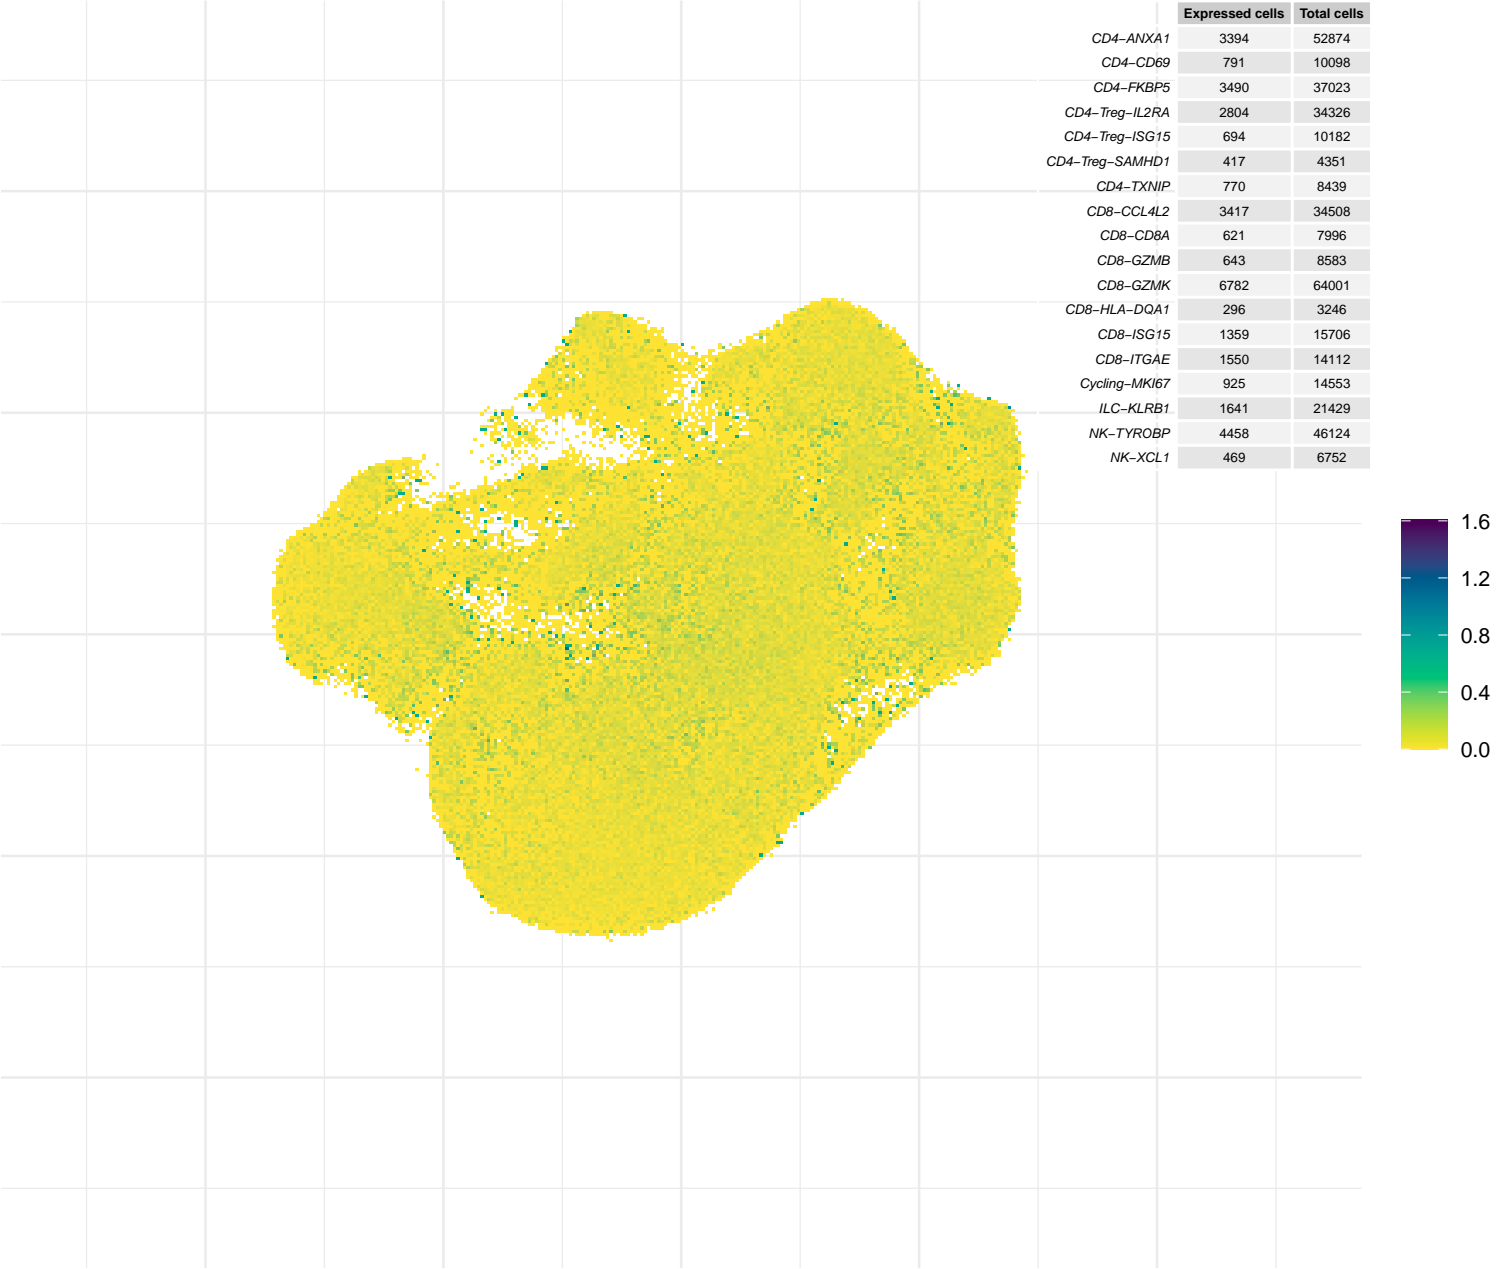 Expressed cells Total cells
CD4−ANXA1 3394 52874
CD4−CD69 791 10098
CD4−FKBP5 3490 37023
CD4−Treg−IL2RA 2804 34326
CD4−Treg−ISG15 694 10182
CD4−Treg−SAMHD1 417 4351
CD4−TXNIP 770 8439
CD8−CCL4L2 3417 34508
CD8−CD8A 621 7996
CD8−GZMB 643 8583
CD8−GZMK 6782 64001
CD8−HLA−DQA1 296 3246
CD8−ISG15 1359 15706
CD8−ITGAE 1550 14112
Cycling−MKI67 925 14553
ILC−KLRB1 1641 21429
NK−TYROBP 4458 46124
NK−XCL1 469 6752
1.6
1.2
0.8
0.4
0.0